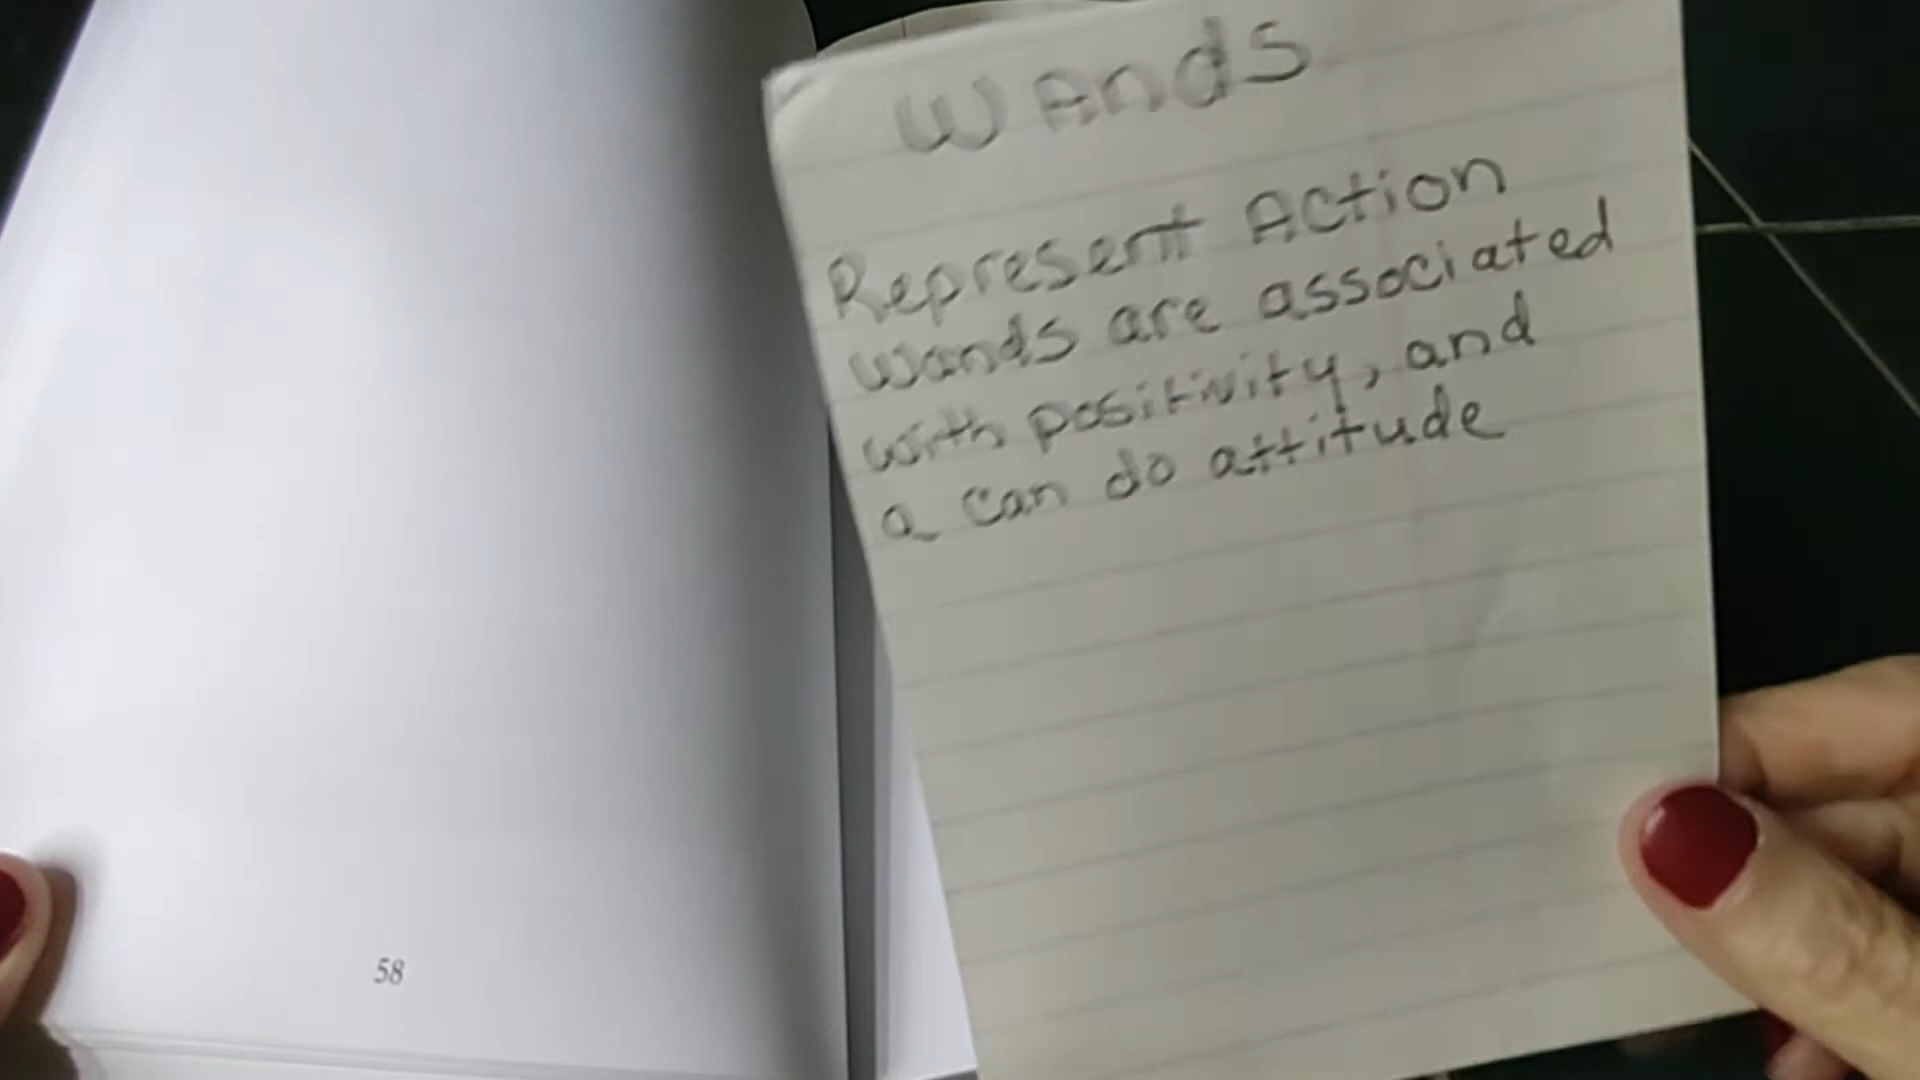 WAnds
Represent Action
Wands are associated
with positivity, and
a can do attitude
58